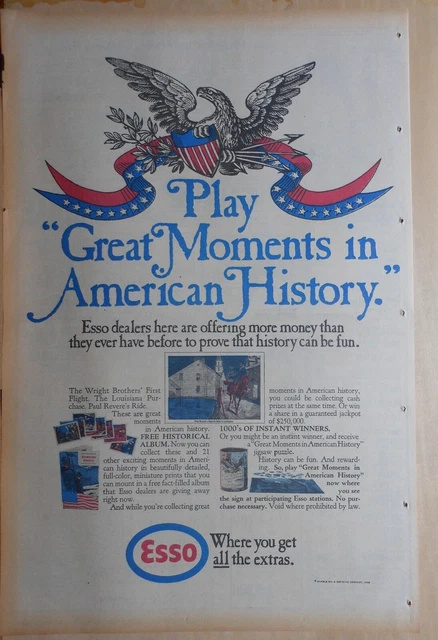 Play
“Great Moments in
American History.”
Esso dealers here are offering more money than
they ever have before to prove that history can be fun.
The Wright Brothers' First
Flight. The Louisiana Pur-
chase. Paul Revere's Ride.
These are great
moments
in American history.
FREE HISTORICAL
ALBUM. Now you can
collect these and 21
other exciting moments in Ameri-
can history in beautifully detailed,
full-color, miniature prints that you
can mount in a free fact-filled album
that Esso dealers are giving away
right now.
And while you're collecting great
moments in American history,
you could be collecting cash
prizes at the same time. Or win
a share in a guaranteed jackpot
of $250,000.
1000's OF INSTANT WINNERS.
Or you might be an instant winner, and receive
a “Great Moments in American History”
jigsaw puzzle.
History can be fun. And reward-
ing. So, play “Great Moments in
American History”
now where
you see
the sign at participating Esso stations. No pur-
chase necessary. Void where prohibited by law.
Esso
Where you get
all the extras.